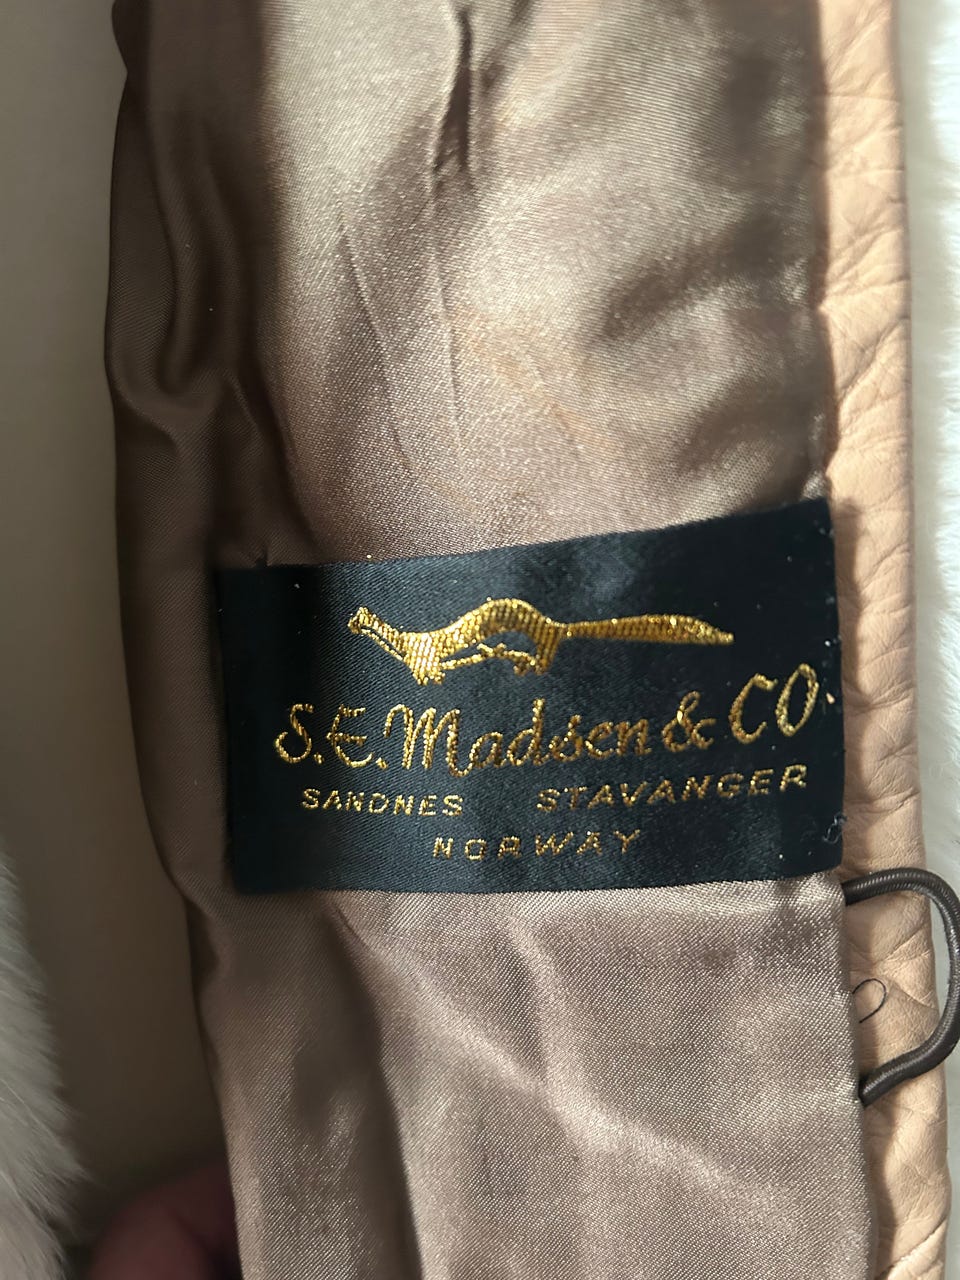 S.E. Madsen & CO.
SANDNES STAVANGER
NORWAY